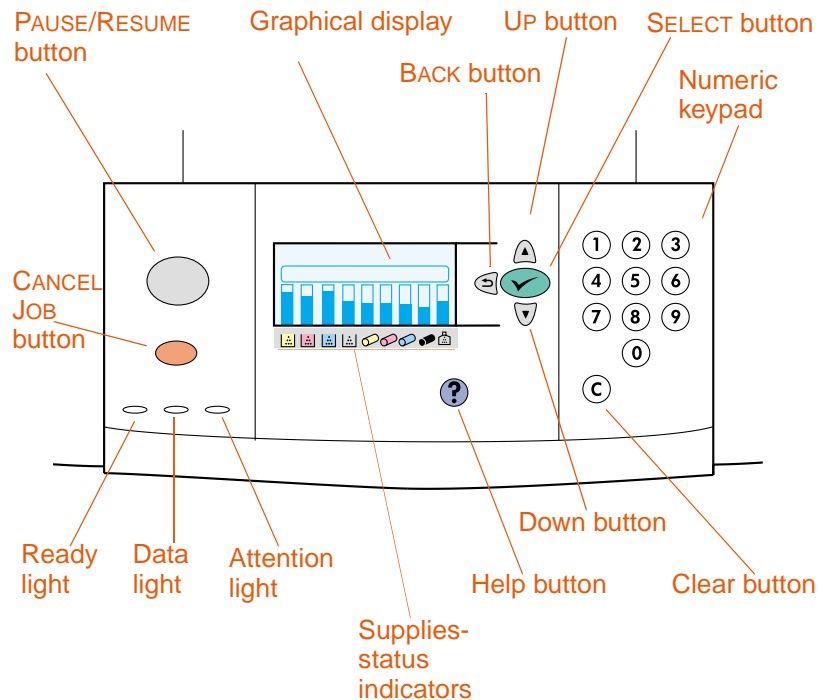 PAUSE/RESUME
button
Graphical display
UP button
SELECT button
BACK button
Numeric
keypad
CANCEL
JOB
button
1 2 3
4 5 6
7 8 9
0
?
C
Ready
light
Data
light
Attention
light
Down button
Help button
Clear button
Supplies-
status
indicators